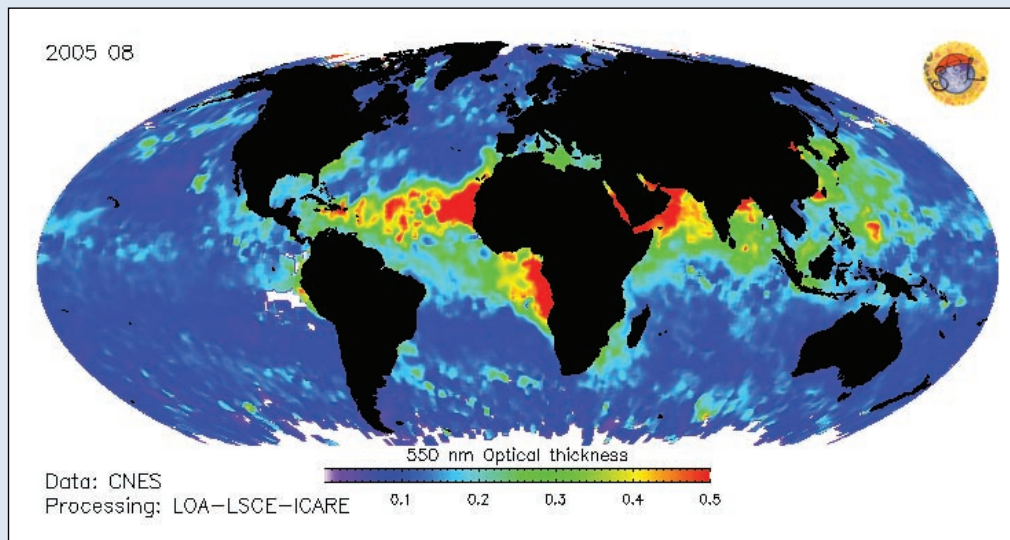 2005 08
550 nm Optical thickness
0.1 0.2 0.3 0.4 0.5
Data: CNES
Processing: LOA-LSCE-ICARE